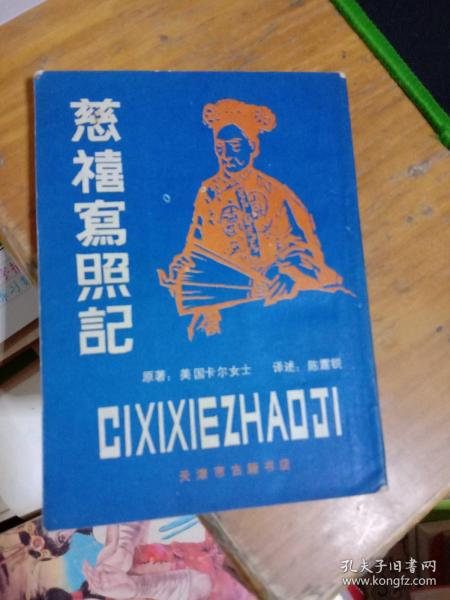 慈禧寫照記
原著：美国卡尔女士 译述：陈霆锐
CIXIXIEZHAOJI
天津市古籍书店
孔夫子旧书网
www.kongfz.com